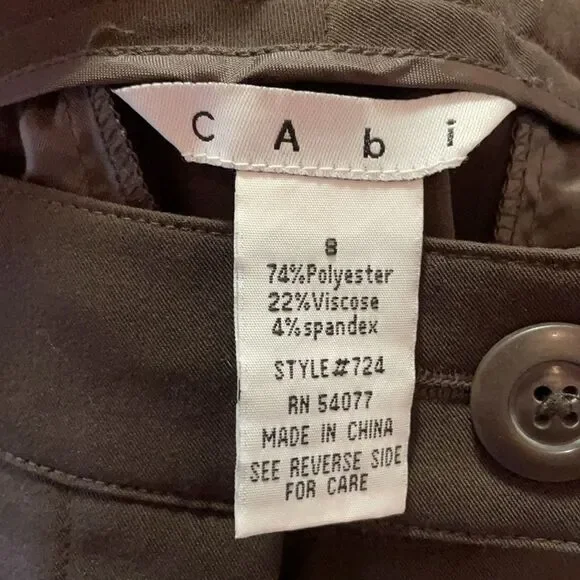 CAbi
8
74%Polyester
22%Viscose
4%spandex
STYLE#724
RN 54077
MADE IN CHINA
SEE REVERSE SIDE
FOR CARE